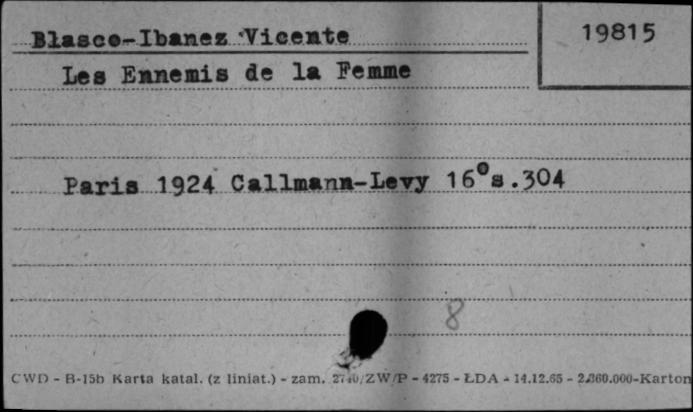 Blasco-Ibanez Vicente
19815
Les Ennemis de la Femme
Paris 1924 Callmann-Levy 16°s.304
8
CWD - B-15b Karta katal. (z liniat.) - zam. 2740/ZW/P - 4275 - ŁDA - 14.12.65 - 2.360.000-Karton